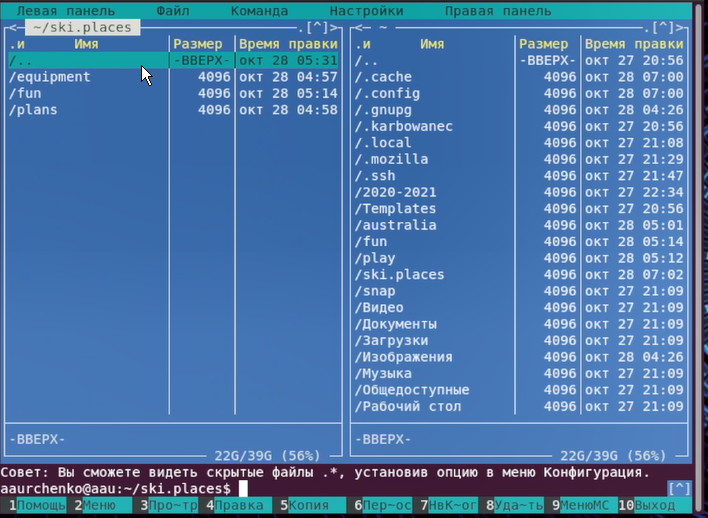 Левая панель Файл Команда Настройки Правая панель
<— ~/ski.places .[^]>
.и Имя Размер Время правки
/.. -ВВЕРХ- окт 28 05:31
/equipment 4096 окт 28 04:57
/fun 4096 окт 28 05:14
/plans 4096 окт 28 04:58
-ВВЕРХ-
22G/39G (56%)
<— ~ .[^]>
.и Имя Размер Время правки
/.. -ВВЕРХ- окт 27 20:56
/.cache 4096 окт 28 07:00
/.config 4096 окт 28 07:00
/.gnupg 4096 окт 28 04:26
/.karbowanec 4096 окт 27 20:56
/.local 4096 окт 27 21:08
/.mozilla 4096 окт 27 21:29
/.ssh 4096 окт 27 21:47
/2020-2021 4096 окт 27 22:34
/Templates 4096 окт 27 20:56
/australia 4096 окт 28 05:01
/fun 4096 окт 28 05:14
/play 4096 окт 28 05:12
/ski.places 4096 окт 28 07:02
/snap 4096 окт 27 21:09
/Видео 4096 окт 27 21:09
/Документы 4096 окт 27 21:09
/Загрузки 4096 окт 27 21:09
/Изображения 4096 окт 28 04:26
/Музыка 4096 окт 27 21:09
/Общедоступные 4096 окт 27 21:09
/Рабочий стол 4096 окт 27 21:09
-ВВЕРХ-
22G/39G (56%)
Совет: Вы сможете видеть скрытые файлы .*, установив опцию в меню Конфигурация.
aaurchenko@aau:~/ski.places$ [^]
1Помощь 2Меню 3Про~тр 4Правка 5Копия 6Пер~ос 7НвК~ог 8Уда~ть 9МенюMC 10Выход